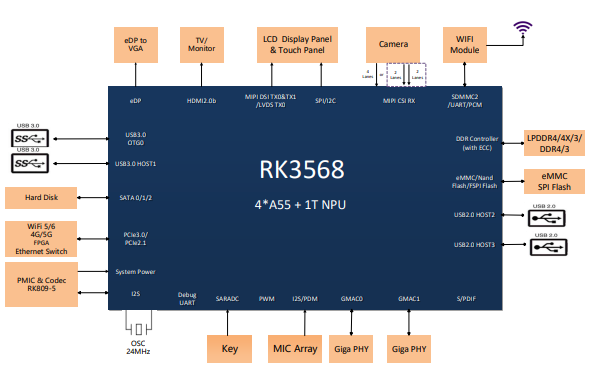 eDP to
VGA
TV/
Monitor
LCD Display Panel
& Touch Panel
Camera
WIFI
Module
4
Lanes
or
2
Lanes
2
Lanes
eDP
HDMI2.0b
MIPI DSI TX0&TX1
/LVDS TX0
SPI/I2C
MIPI CSI RX
SDMMC2
/UART/PCM
USB 3.0
SS
USB 3.0
SS
USB3.0
OTG0
USB3.0 HOST1
DDR Controller
(with ECC)
LPDDR4/4X/3/
DDR4/3
RK3568
4*A55 + 1T NPU
eMMC/Nand
Flash/FSPI Flash
eMMC
SPI Flash
Hard Disk
SATA 0/1/2
USB 2.0
USB2.0 HOST2
USB 2.0
USB2.0 HOST3
WiFi 5/6
4G/5G
FPGA
Ethernet Switch
PCIe3.0/
PCIe2.1
PMIC & Codec
RK809-5
System Power
I2S
Debug
UART
SARADC
PWM
I2S/PDM
GMAC0
GMAC1
S/PDIF
OSC
24MHz
Key
MIC Array
Giga PHY
Giga PHY